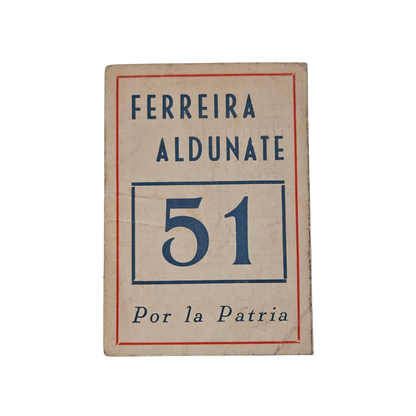 FERREIRA
ALDUNATE
51
Por la Patria